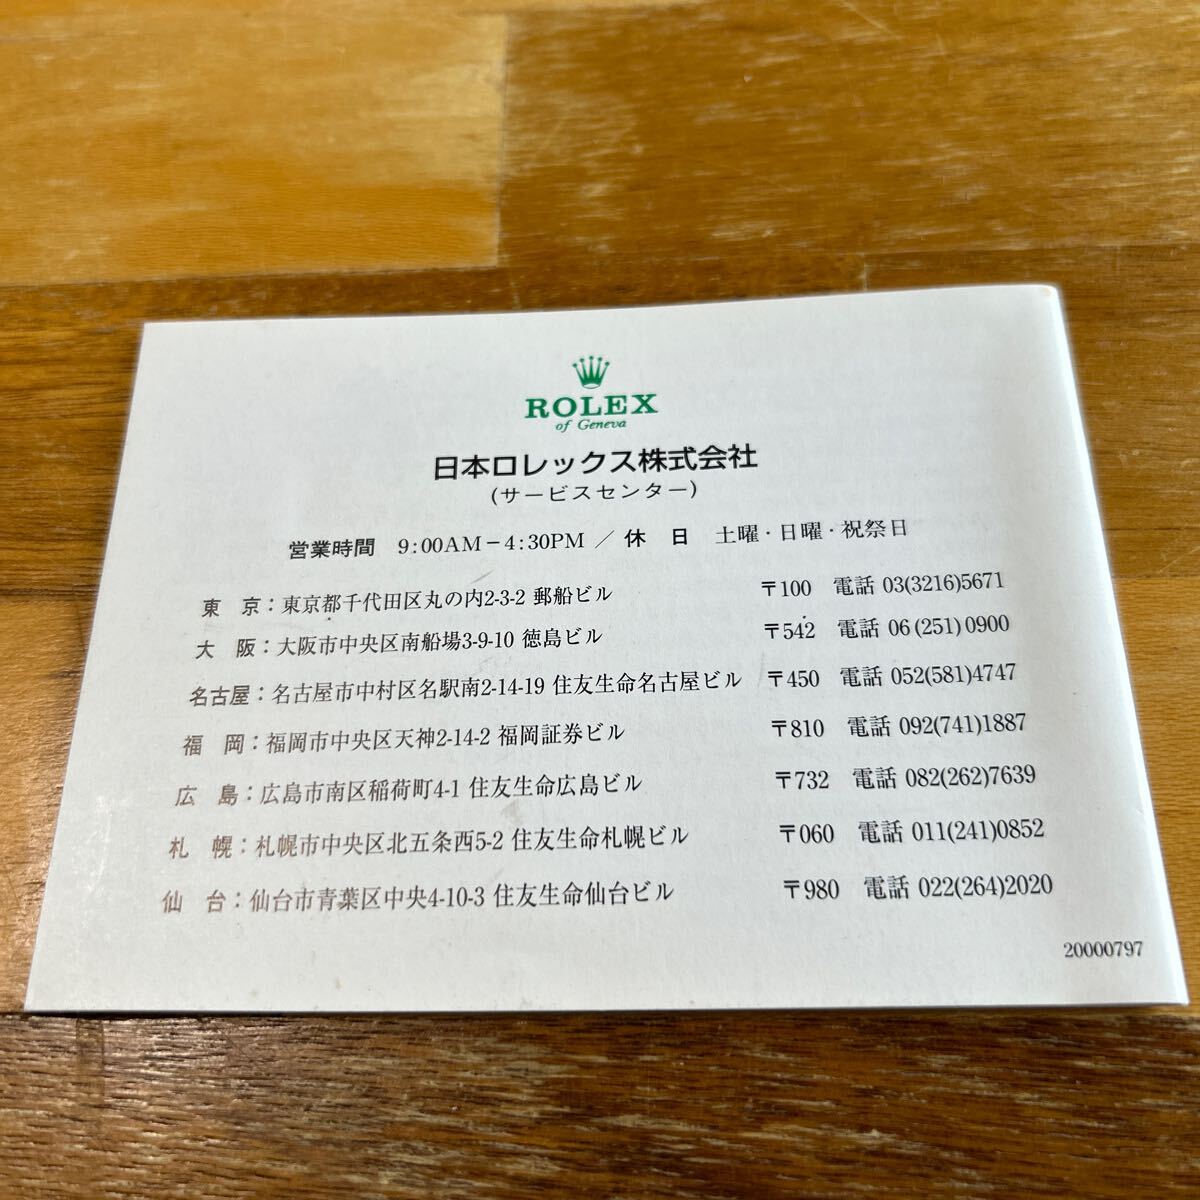 ROLEX
of Geneva
日本ロレックス株式会社
(サービスセンター)
営業時間 9:00AM－4:30PM ／ 休 日 土曜・日曜・祝祭日
東 京：東京都千代田区丸の内2-3-2 郵船ビル 〒100 電話 03(3216)5671
大 阪：大阪市中央区南船場3-9-10 徳島ビル 〒542 電話 06(251)0900
名古屋：名古屋市中村区名駅南2-14-19 住友生命名古屋ビル 〒450 電話 052(581)4747
福 岡：福岡市中央区天神2-14-2 福岡証券ビル 〒810 電話 092(741)1887
広 島：広島市南区稲荷町4-1 住友生命広島ビル 〒732 電話 082(262)7639
札 幌：札幌市中央区北五条西5-2 住友生命札幌ビル 〒060 電話 011(241)0852
仙 台：仙台市青葉区中央4-10-3 住友生命仙台ビル 〒980 電話 022(264)2020
20000797